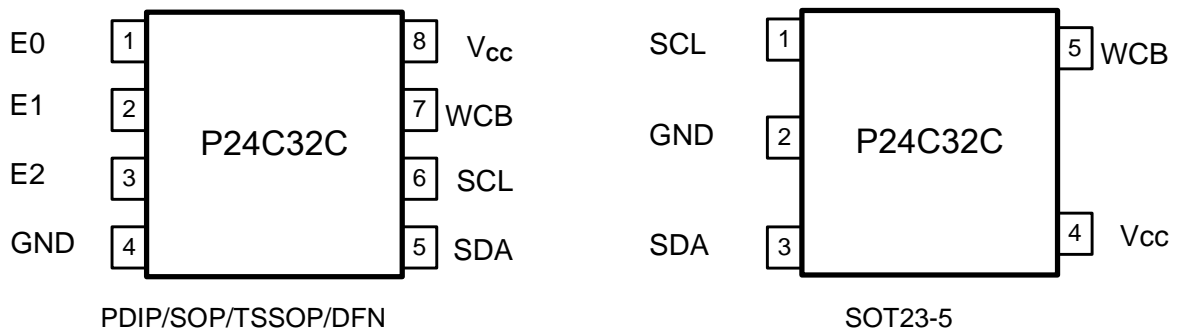 E0 1 8 Vcc SCL 1 5 WCB
E1 2 7 WCB GND 2
P24C32C P24C32C
E2 3 6 SCL
GND 4 5 SDA SDA 3 4 Vcc
PDIP/SOP/TSSOP/DFN SOT23-5